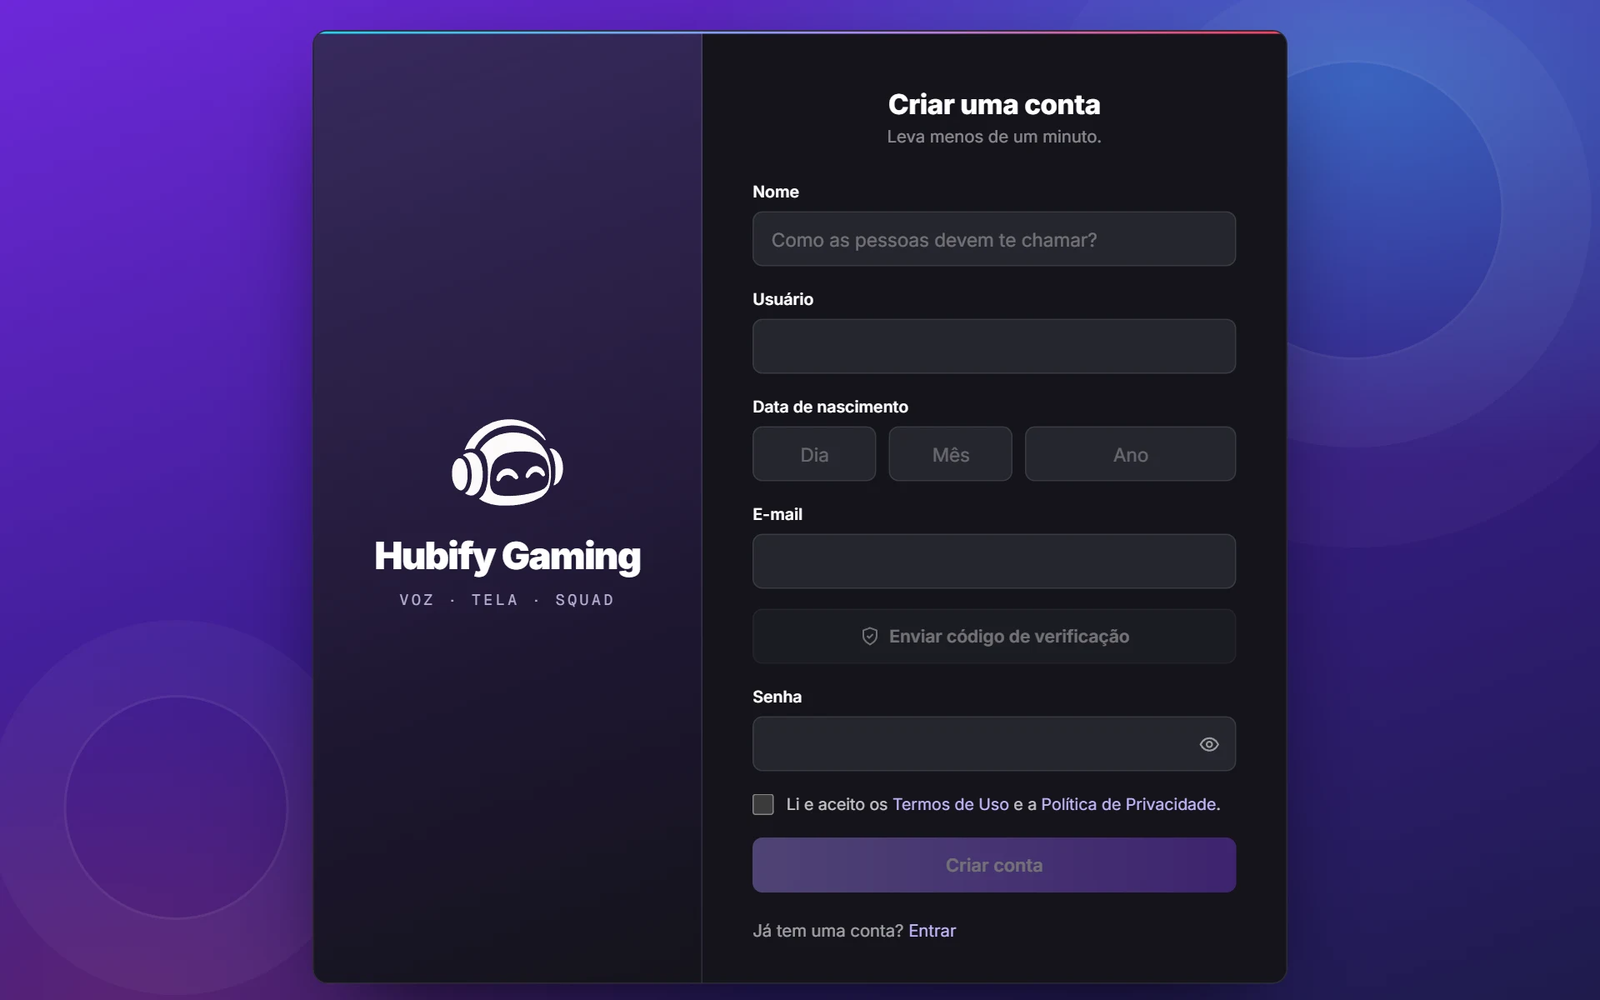 Hubify Gaming
VOZ · TELA · SQUAD
Criar uma conta
Leva menos de um minuto.
Nome
Como as pessoas devem te chamar?
Usuário
Data de nascimento
Dia
Mês
Ano
E-mail
Enviar código de verificação
Senha
Li e aceito os Termos de Uso e a Política de Privacidade.
Criar conta
Já tem uma conta? Entrar